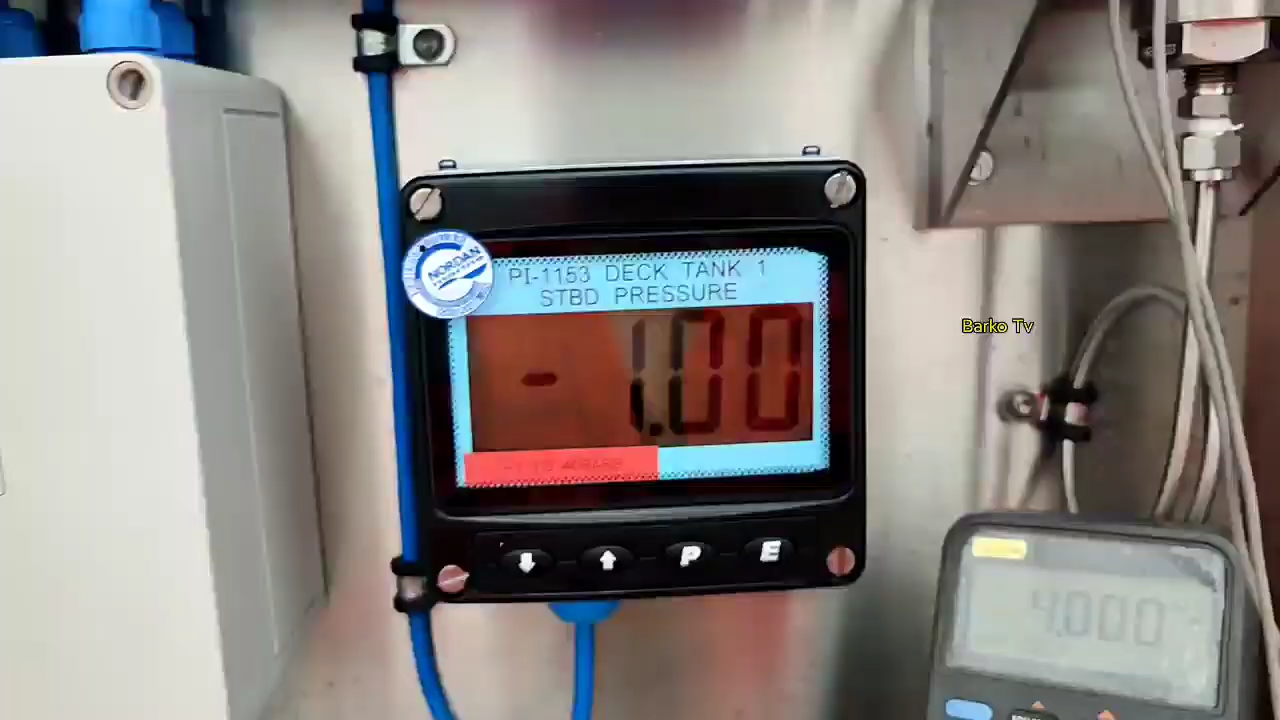 NORDAN
PI-1153 DECK TANK 1
STBD PRESSURE
- 1.00
Barko Tv
P
E
4.000